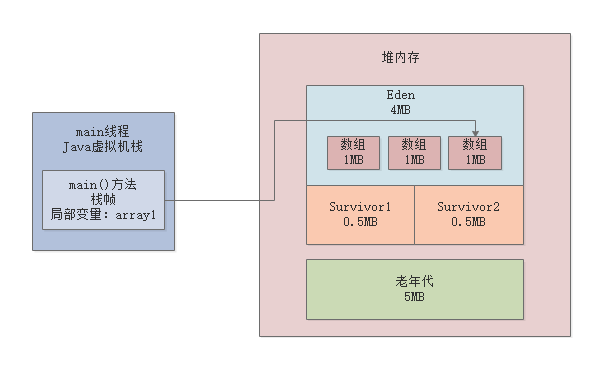 堆内存
Eden
4MB
数组
1MB
数组
1MB
数组
1MB
main线程
Java虚拟机栈
main()方法
栈帧
局部变量: array1
Survivor1
0.5MB
Survivor2
0.5MB
老年代
5MB